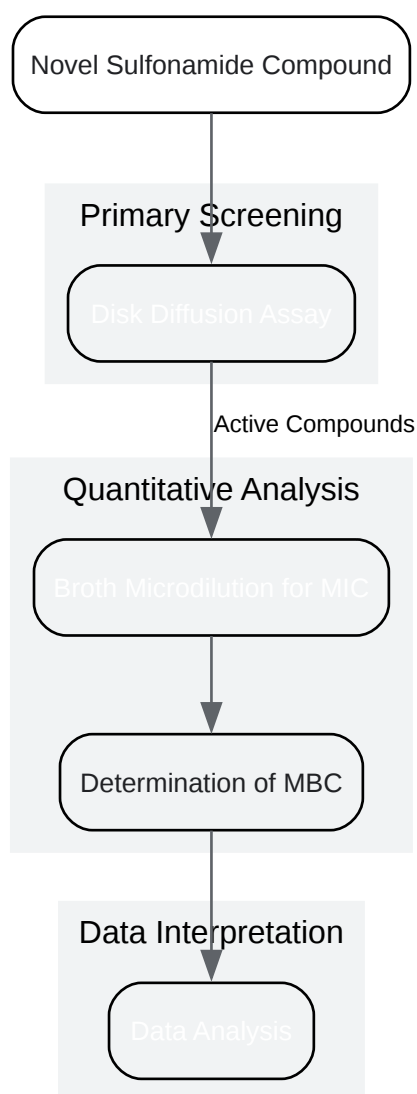 Novel Sulfonamide Compound
Primary Screening
Disk Diffusion Assay
Active Compounds
Quantitative Analysis
Broth Microdilution for MIC
Determination of MBC
Data Interpretation
Data Analysis